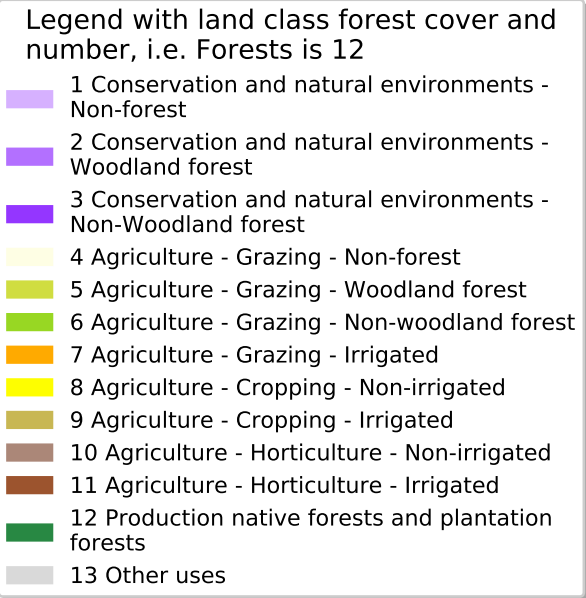 Legend with land class forest cover and
number, i.e. Forests is 12
1 Conservation and natural environments -
Non-forest
2 Conservation and natural environments -
Woodland forest
3 Conservation and natural environments -
Non-Woodland forest
4 Agriculture - Grazing - Non-forest
5 Agriculture - Grazing - Woodland forest
6 Agriculture - Grazing - Non-woodland forest
7 Agriculture - Grazing - Irrigated
8 Agriculture - Cropping - Non-irrigated
9 Agriculture - Cropping - Irrigated
10 Agriculture - Horticulture - Non-irrigated
11 Agriculture - Horticulture - Irrigated
12 Production native forests and plantation
forests
13 Other uses